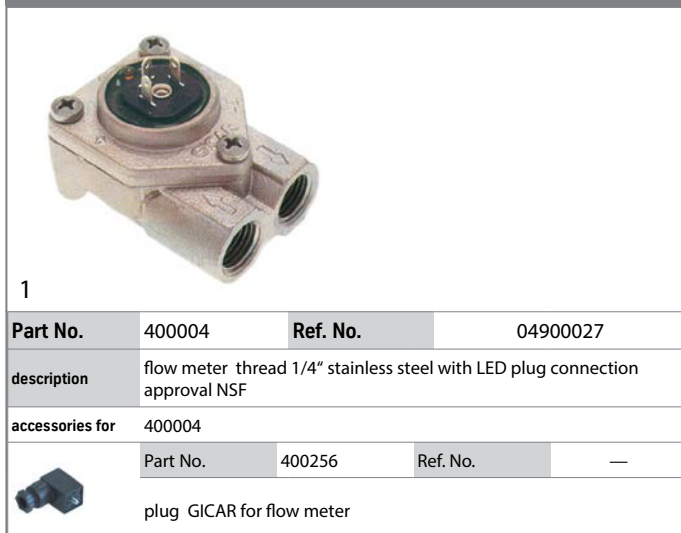 GICAR
1
Part No. 400004 Ref. No. 04900027
description flow meter thread 1/4“ stainless steel with LED plug connection
approval NSF
accessories for 400004
Part No. 400256 Ref. No. —
plug GICAR for flow meter